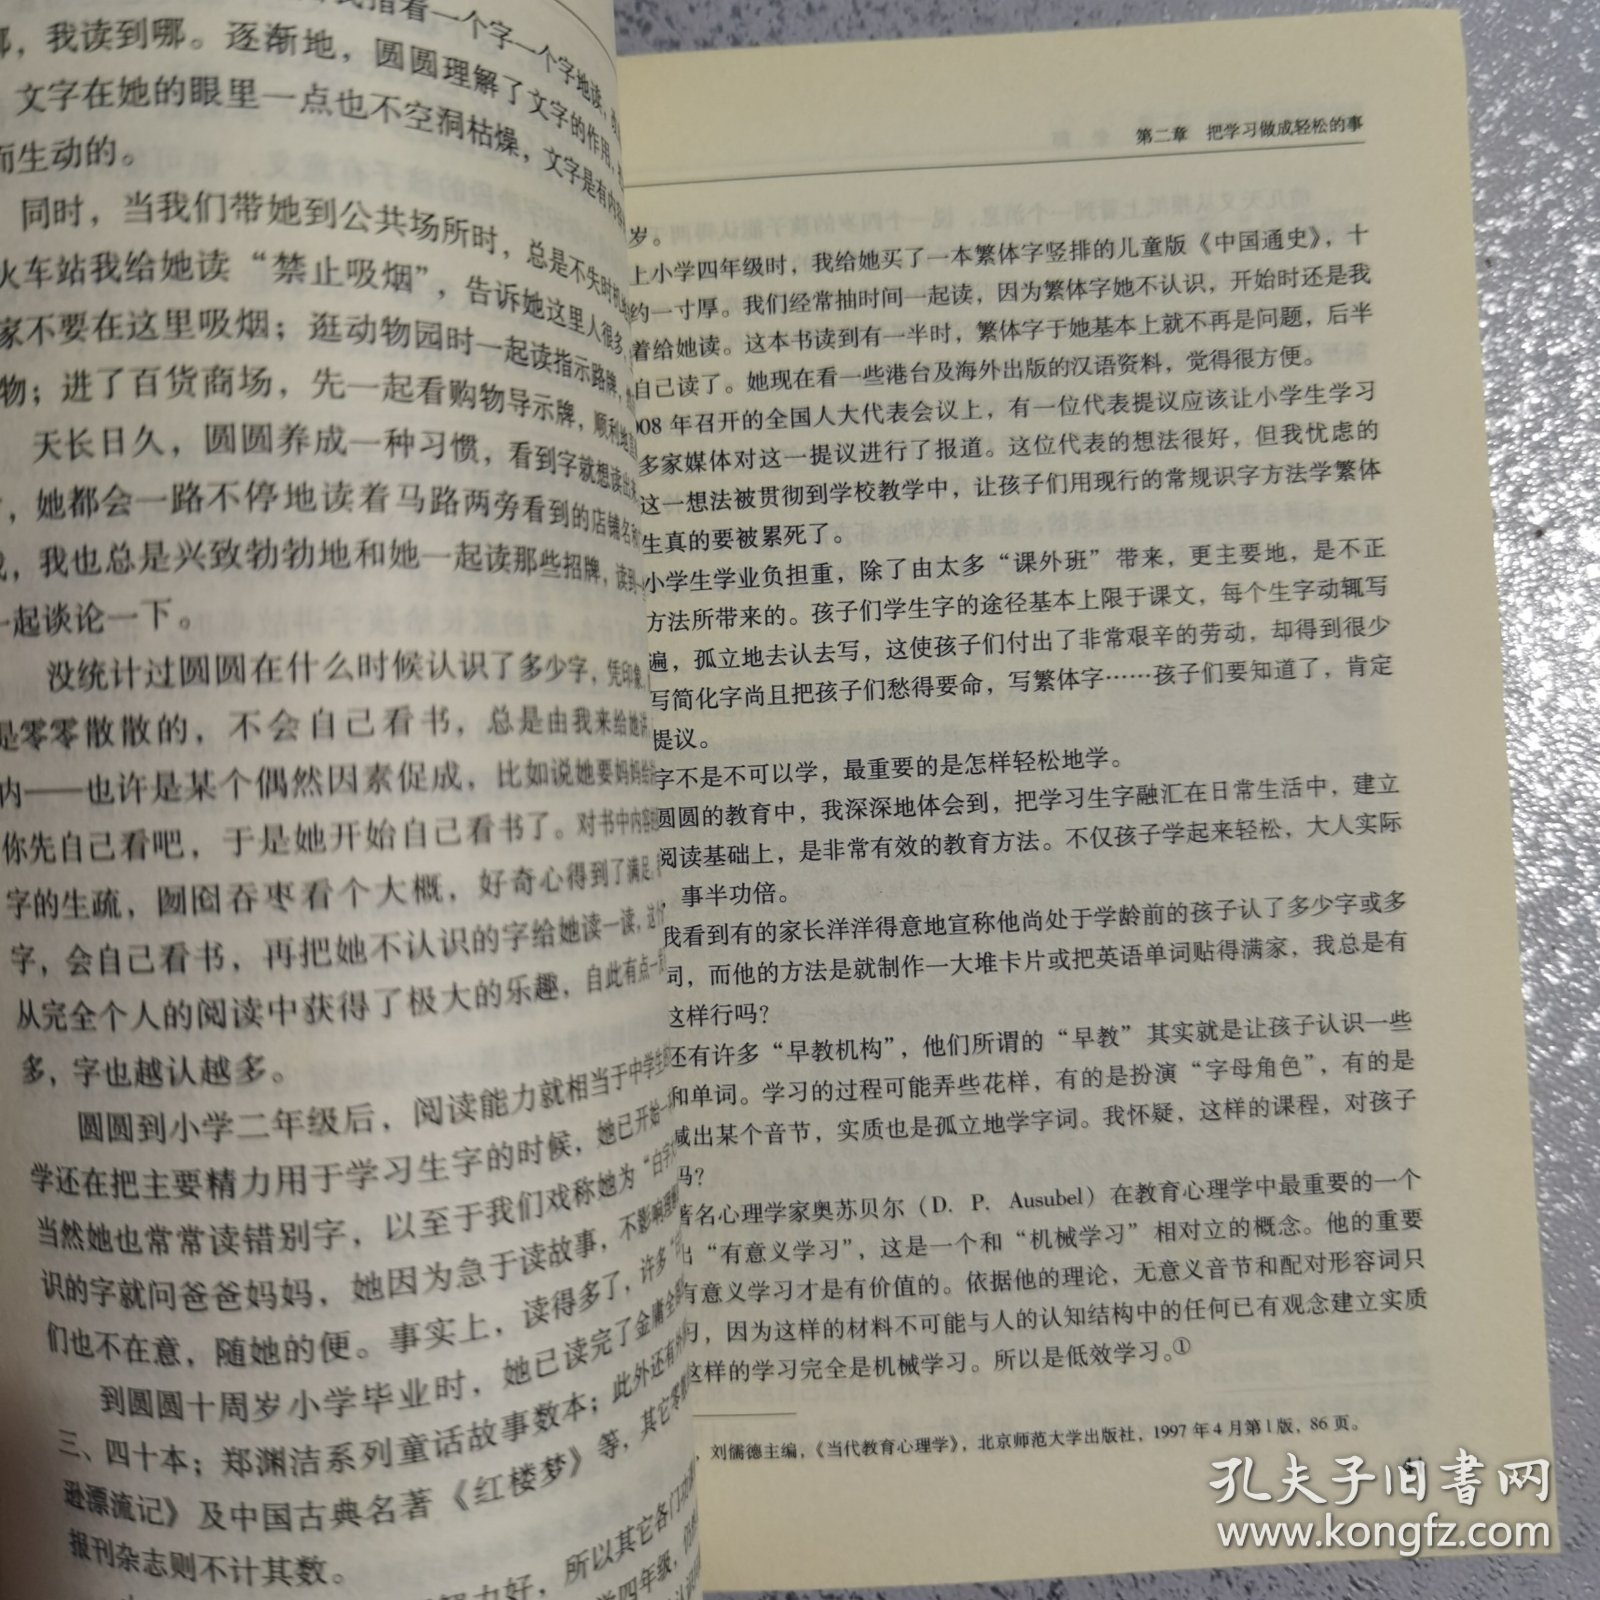 指着一个字一个字地读，
哪，我读到哪。逐渐地，圆圆理解了文字的作用，
文字在她的眼里一点也不空洞枯燥，文字是有内容
而生动的。
同时，当我们带她到公共场所时，总是不失时机地
火车站我给她读“禁止吸烟”，告诉她这里人很多，
家不要在这里吸烟；逛动物园时一起读指示路牌，
物；进了百货商场，先一起看购物导示牌，顺利地
天长日久，圆圆养成一种习惯，看到字就想读出来
，她都会一路不停地读着马路两旁看到的店铺名和
我也总是兴致勃勃地和她一起读那些招牌，读到
一起谈论一下。
没统计过圆圆在什么时候认识了多少字，凭印象，
是零零散散的，不会自己看书，总是由我来给她讲
内——也许是某个偶然因素促成，比如说她要妈妈给
你先自己看吧，于是她开始自己看书了。对书中内容
字的生疏，囫囵吞枣看个大概，好奇心得到了满足，
字，会自己看书，再把她不认识的字给她读一读，这
从完全个人的阅读中获得了极大的乐趣，自此有点一
多，字也越认越多。
圆圆到小学二年级后，阅读能力就相当于中学生
学还在把主要精力用于学习生字的时候，她已开始一
当然她也常常读错别字，以至于我们戏称她为“白字
识的字就问爸爸妈妈，她因为急于读故事，不影响理解
们也不在意，随她的便。事实上，读得多了，许多
到圆圆十周岁小学毕业时，她已读完了金庸全
三、四十本；郑渊洁系列童话故事数本；此外还有
逊漂流记》及中国古典名著《红楼梦》等，其它零
报刊杂志则不计其数。
力好，所以其它各门
学四年级，
第二章 把学习做成轻松的事
岁。
上小学四年级时，我给她买了一本繁体字竖排的儿童版《中国通史》，十
约一寸厚。我们经常抽时间一起读，因为繁体字她不认识，开始时还是我
着给她读。这本书读到有一半时，繁体字于她基本上就不再是问题，后半
自己读了。她现在看一些港台及海外出版的汉语资料，觉得很方便。
08年召开的全国人大代表会议上，有一位代表提议应该让小学生学习
多家媒体对这一提议进行了报道。这位代表的想法很好，但我忧虑的
这一想法被贯彻到学校教学中，让孩子们用现行的常规识字方法学繁体
生真的要被累死了。
小学生学业负担重，除了由太多“课外班”带来，更主要地，是不正
方法所带来的。孩子们学生字的途径基本上限于课文，每个生字动辄写
遍，孤立地去认去写，这使孩子们付出了非常艰辛的劳动，却得到很少
写简化字尚且把孩子们愁得要命，写繁体字……孩子们要知道了，肯定
提议。
字不是不可以学，最重要的是怎样轻松地学。
圆圆的教育中，我深深地体会到，把学习生字融汇在日常生活中，建立
阅读基础上，是非常有效的教育方法。不仅孩子学起来轻松，大人实际
事半功倍。
我看到有的家长洋洋得意地宣称他尚处于学龄前的孩子认了多少字或多
词，而他的方法是就制作一大堆卡片或把英语单词贴得满家，我总是有
这样行吗？
还有许多“早教机构”，他们所谓的“早教”其实就是让孩子认识一些
和单词。学习的过程可能弄些花样，有的是扮演“字母角色”，有的是
喊出某个音节，实质也是孤立地学字词。我怀疑，这样的课程，对孩子
吗？
著名心理学家奥苏贝尔（D. P. Ausubel）在教育心理学中最重要的一个
出“有意义学习”，这是一个和“机械学习”相对立的概念。他的重要
有意义学习才是有价值的。依据他的理论，无意义音节和配对形容词只
习，因为这样的材料不可能与人的认知结构中的任何已有观念建立实质
这样的学习完全是机械学习。所以是低效学习。①
刘儒德主编，《当代教育心理学》，北京师范大学出版社，1997年4月第1版，86页。
孔夫子旧书网
www.kongfz.com